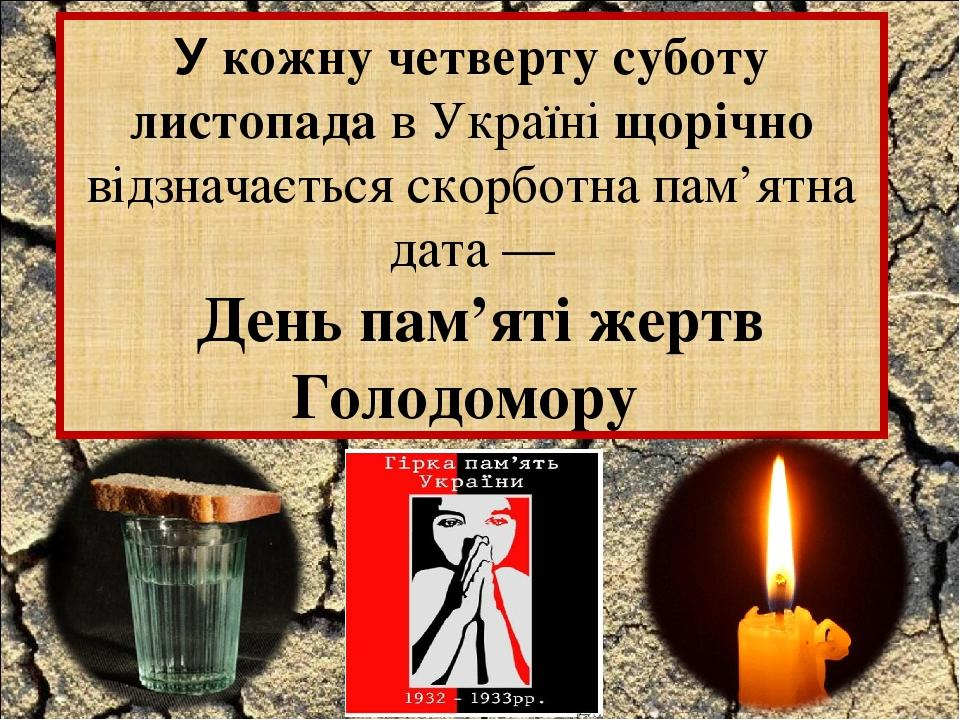 У кожну четверту суботу
листопада в Україні щорічно
відзначається скорботна пам’ятна
дата —
День пам’яті жертв
Голодомору
Гірка пам’ять
України
1932 – 1933рр.